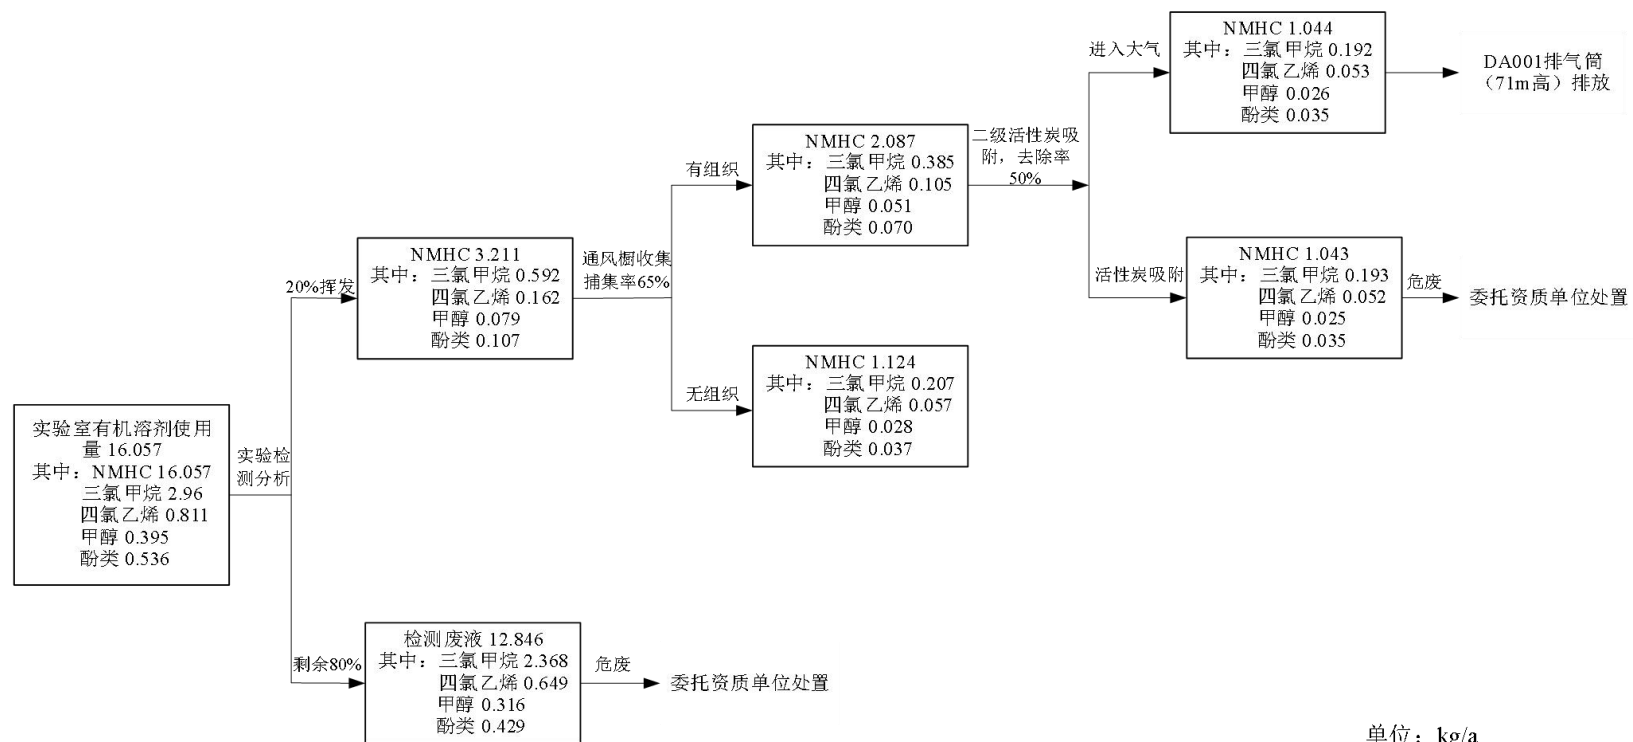 实验室有机溶剂使用
量 16.057
其中：NMHC 16.057
三氯甲烷 2.96
四氯乙烯 0.811
甲醇 0.395
酚类 0.536
实验检
测分析
20%挥发
NMHC 3.211
其中：三氯甲烷 0.592
四氯乙烯 0.162
甲醇 0.079
酚类 0.107
通风橱收集
捕集率65%
有组织
NMHC 2.087
其中：三氯甲烷 0.385
四氯乙烯 0.105
甲醇 0.051
酚类 0.070
二级活性炭吸
附，去除率
50%
进入大气
NMHC 1.044
其中：三氯甲烷 0.192
四氯乙烯 0.053
甲醇 0.026
酚类 0.035
DA001排气筒
（71m高）排放
活性炭吸附
NMHC 1.043
其中：三氯甲烷 0.193
四氯乙烯 0.052
甲醇 0.025
酚类 0.035
危废
委托资质单位处置
无组织
NMHC 1.124
其中：三氯甲烷 0.207
四氯乙烯 0.057
甲醇 0.028
酚类 0.037
剩余80%
检测废液 12.846
其中：三氯甲烷 2.368
四氯乙烯 0.649
甲醇 0.316
酚类 0.429
危废
委托资质单位处置
单位：kg/a